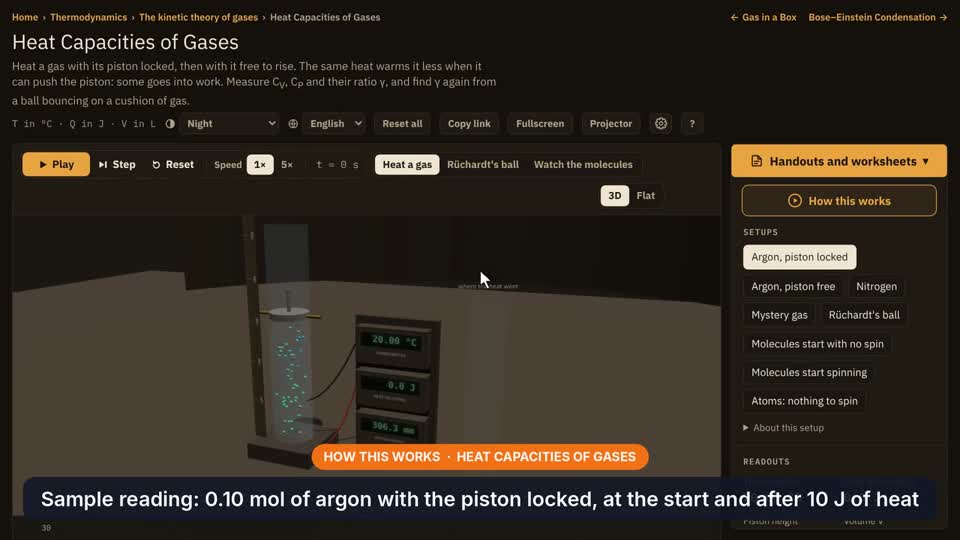 Home › Thermodynamics › The kinetic theory of gases › Heat Capacities of Gases
← Gas in a Box Bose–Einstein Condensation →
Heat Capacities of Gases
Heat a gas with its piston locked, then with it free to rise. The same heat warms it less when it
can push the piston: some goes into work. Measure CV, CP and their ratio γ, and find γ again from
a ball bouncing on a cushion of gas.
T in °C · Q in J · V in L Night English Reset all Copy link Fullscreen Projector ?
Play Step Reset Speed 1× 5× t = 0 s Heat a gas Rüchardt's ball Watch the molecules
3D Flat
Handouts and worksheets ▾
How this works
SETUPS
Argon, piston locked
Argon, piston free Nitrogen
Mystery gas Rüchardt's ball
Molecules start with no spin
Molecules start spinning
Atoms: nothing to spin
▸ About this setup
READOUTS
Piston height Volume V
where the heat went
20.00 °C
0.0 J
306.3 mm
HOW THIS WORKS · HEAT CAPACITIES OF GASES
Sample reading: 0.10 mol of argon with the piston locked, at the start and after 10 J of heat
30